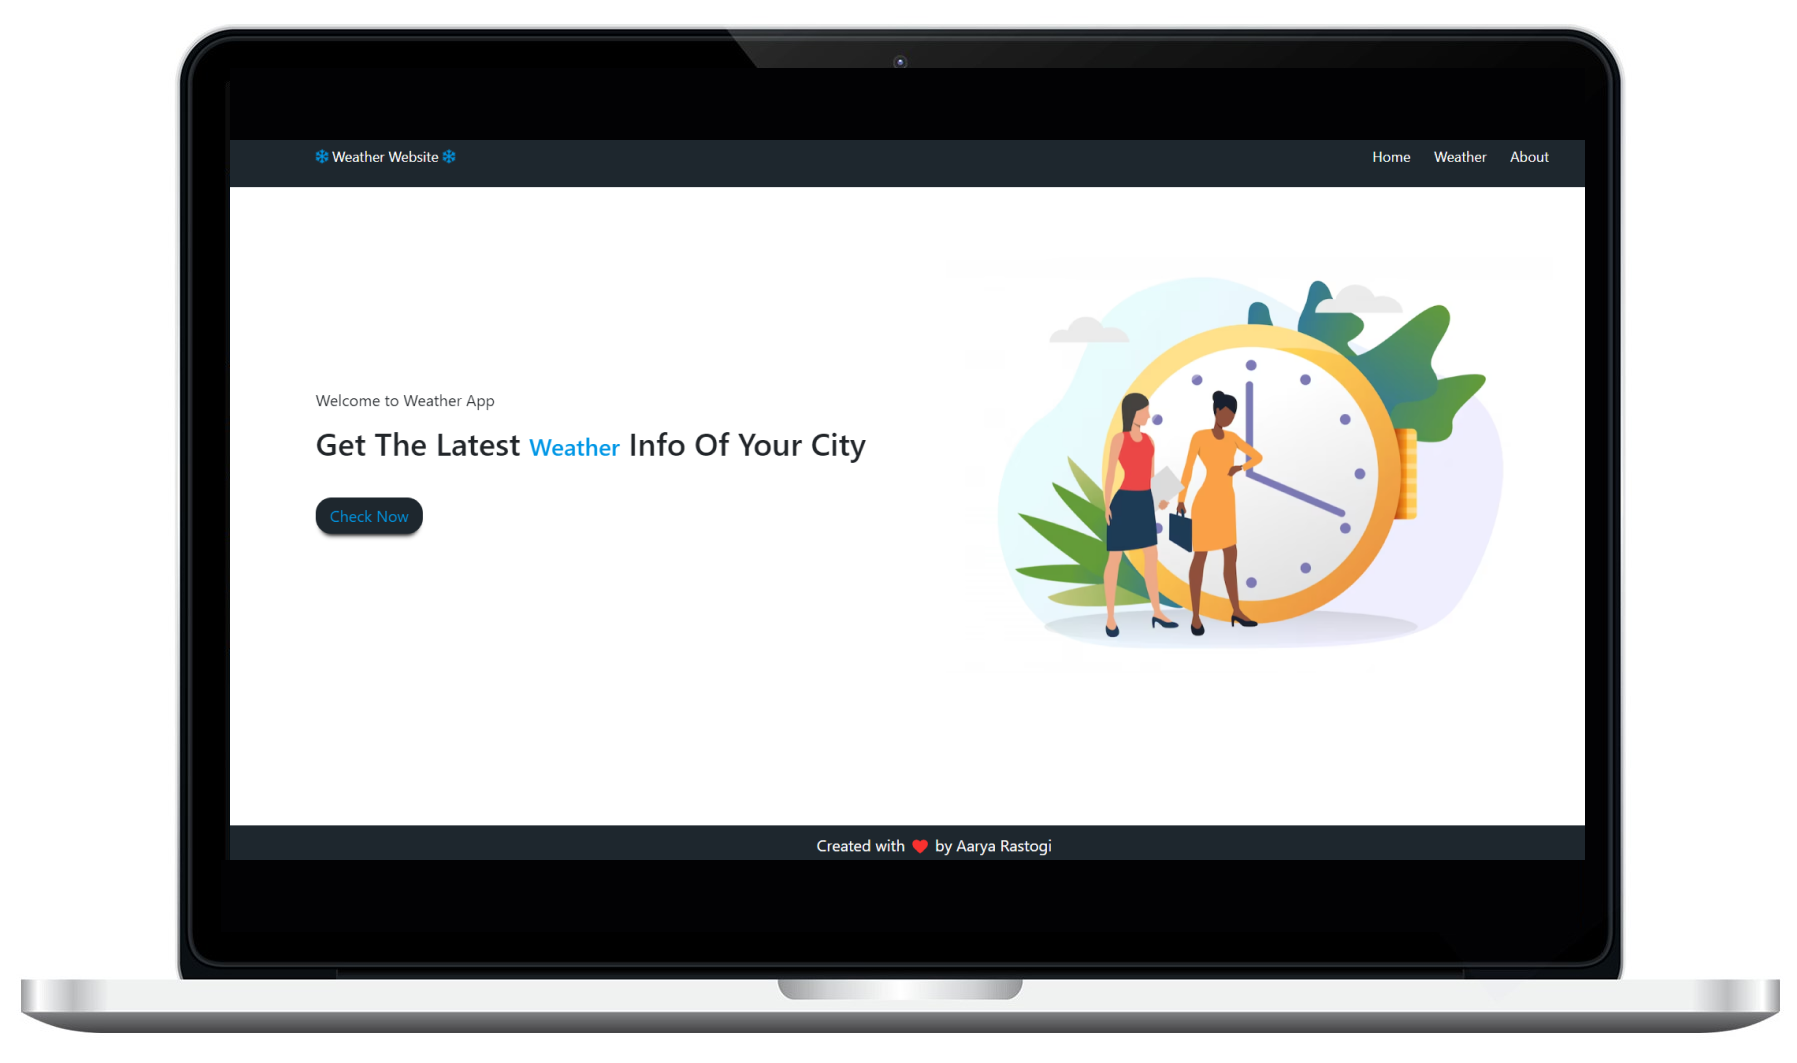 Weather Website
Home Weather About
Welcome to Weather App
Get The Latest Weather Info Of Your City
Check Now
Created with ❤ by Aarya Rastogi